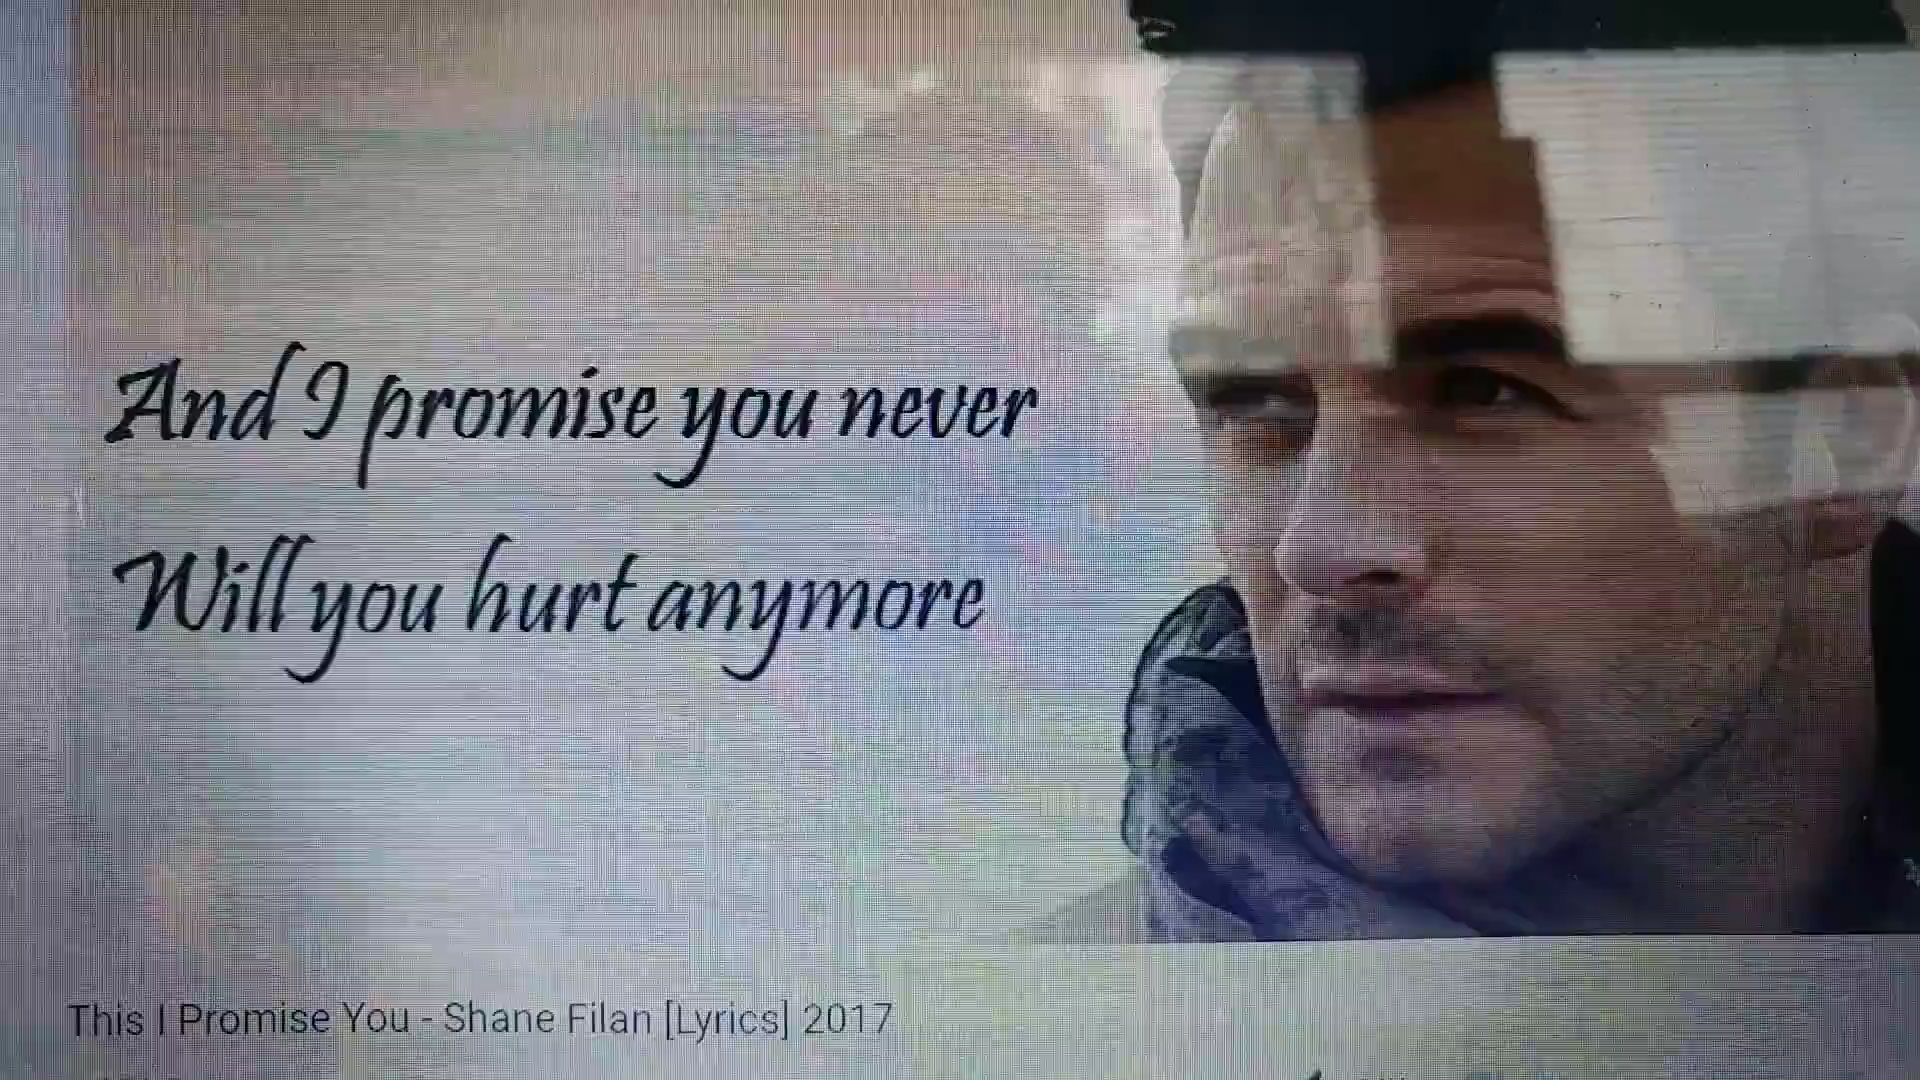 And I promise you never
Will you hurt anymore
This I Promise You - Shane Filan [Lyrics] 2017